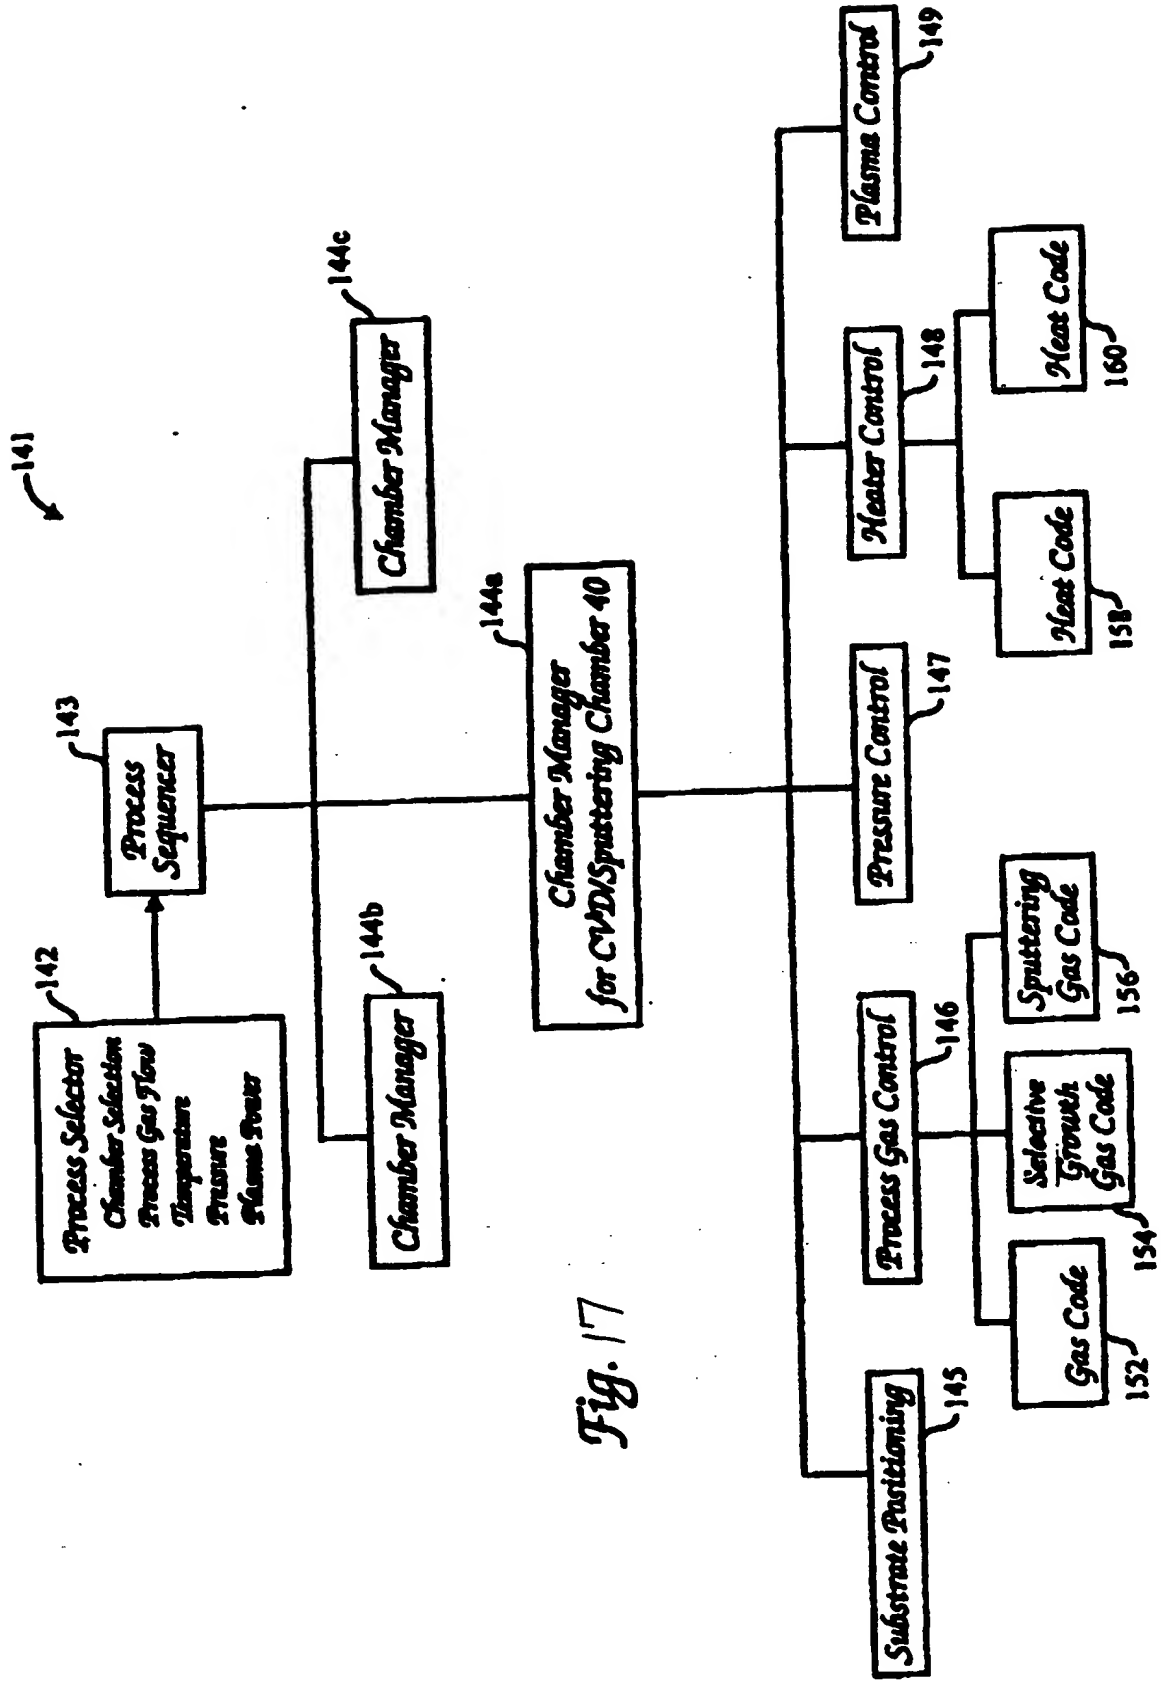 141
142
Process Selector
Chamber Selection
Process Gas Flow
Temperature
Pressure
Plasma Power
143
Process
Sequencer
144b
Chamber Manager
144c
Chamber Manager
144a
Chamber Manager
for CVD/Sputtering Chamber 40
Substrate Positioning
145
Process Gas Control
146
Pressure Control
147
Heater Control
148
Plasma Control
149
Gas Code
152
Selective
Growth
Gas Code
154
Sputtering
Gas Code
156
Heat Code
158
Heat Code
160
Fig. 17